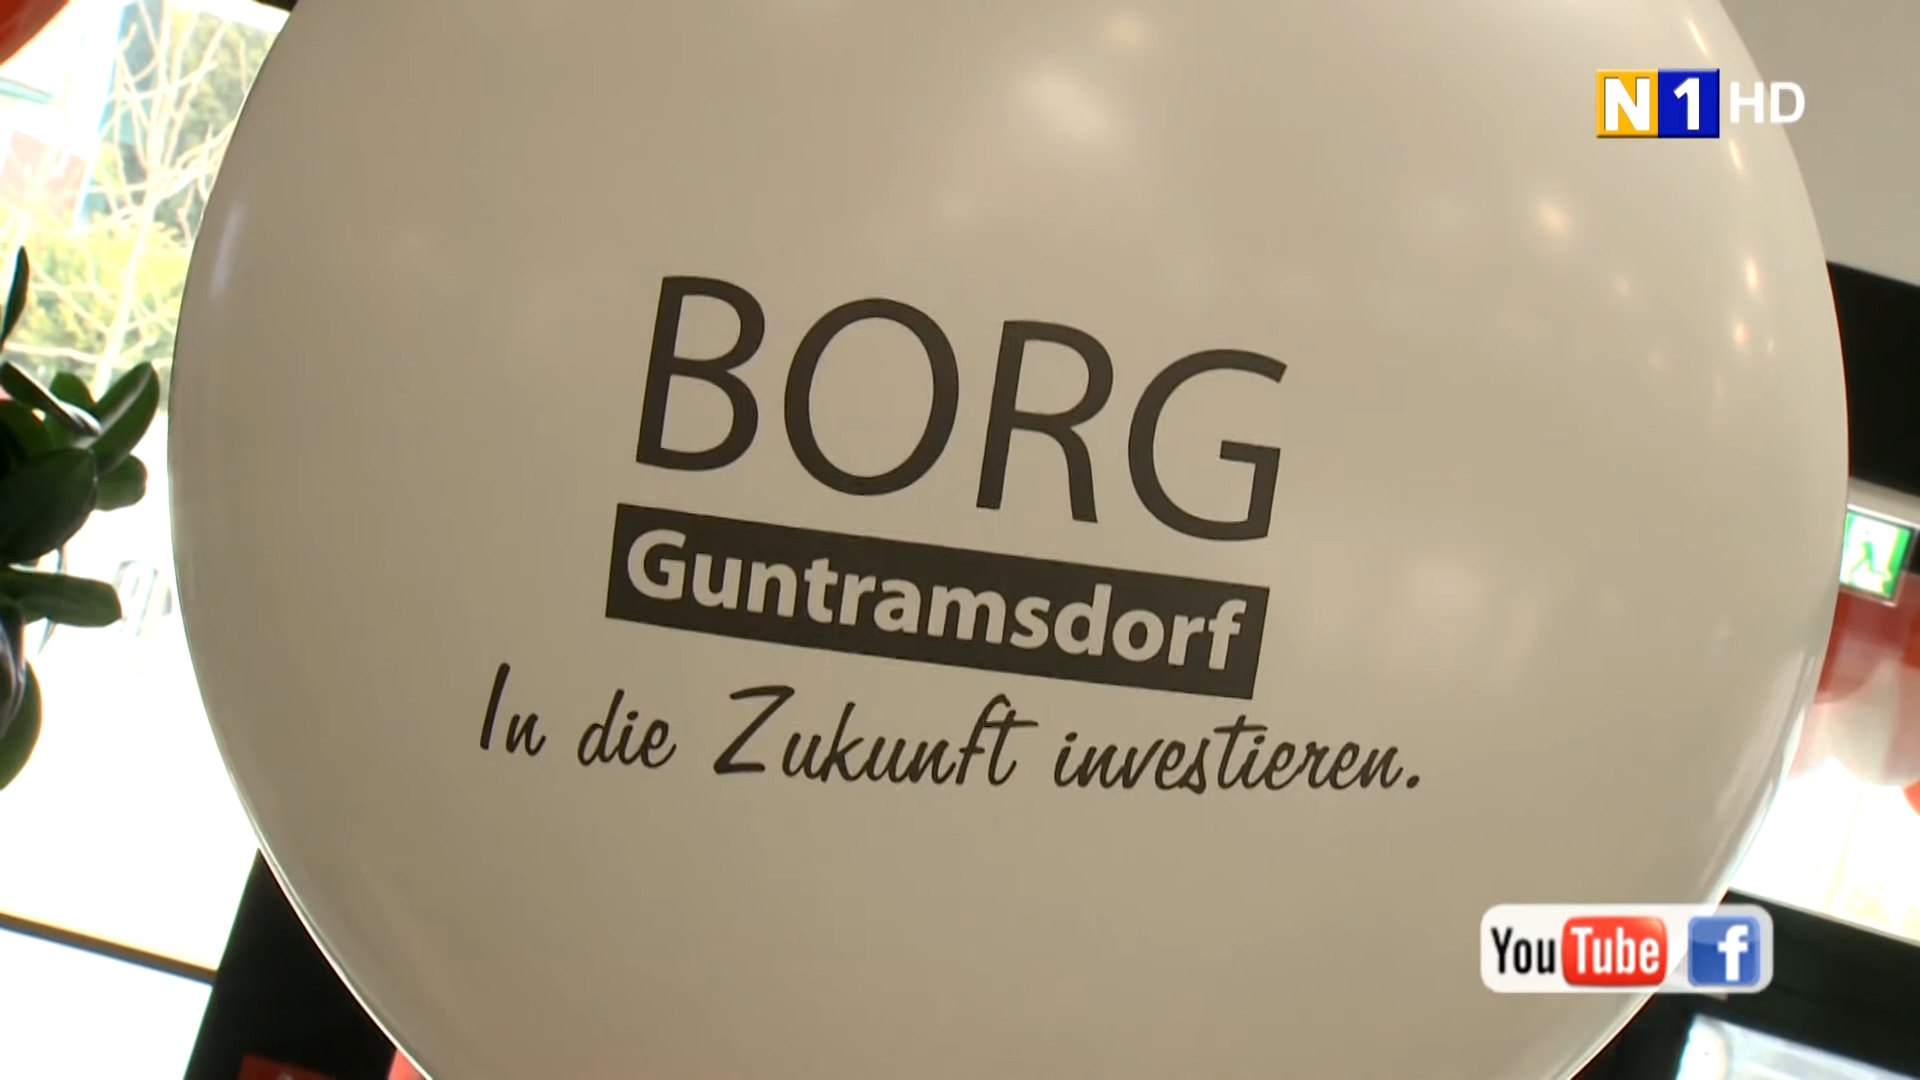 N1 HD
BORG
Guntramsdorf
In die Zukunft investieren.
YouTube f